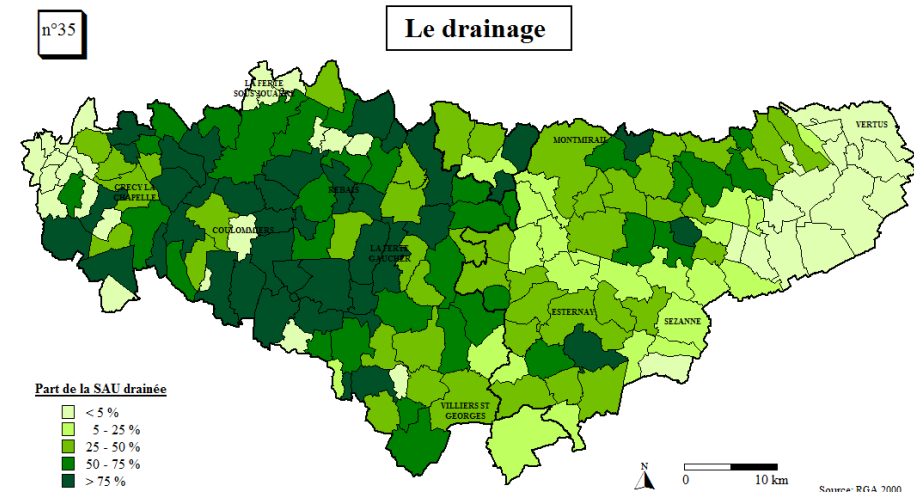 n°35
Le drainage
LA FERTE
SOUS JOUARRE
VERTUS
MONTMIRAIL
CRECY LA
CHAPELLE
REBAIS
COULOMMIERS
LA FERTE
GAUCHER
ESTERNAY
SEZANNE
VILLIERS ST
GEORGES
Part de la SAU drainée
< 5 %
5 - 25 %
25 - 50 %
50 - 75 %
> 75 %
N
0 10 km
Source: RGA 2000